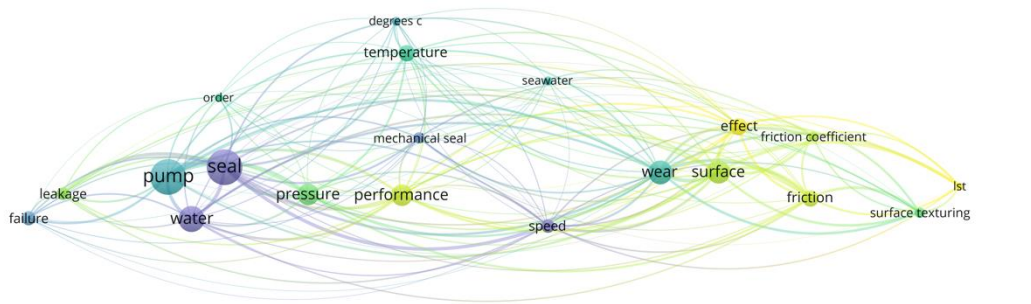 degrees c
temperature
seawater
order
effect
friction coefficient
mechanical seal
seal
pump
wear
surface
leakage
pressure
performance
friction
lst
failure
water
surface texturing
speed